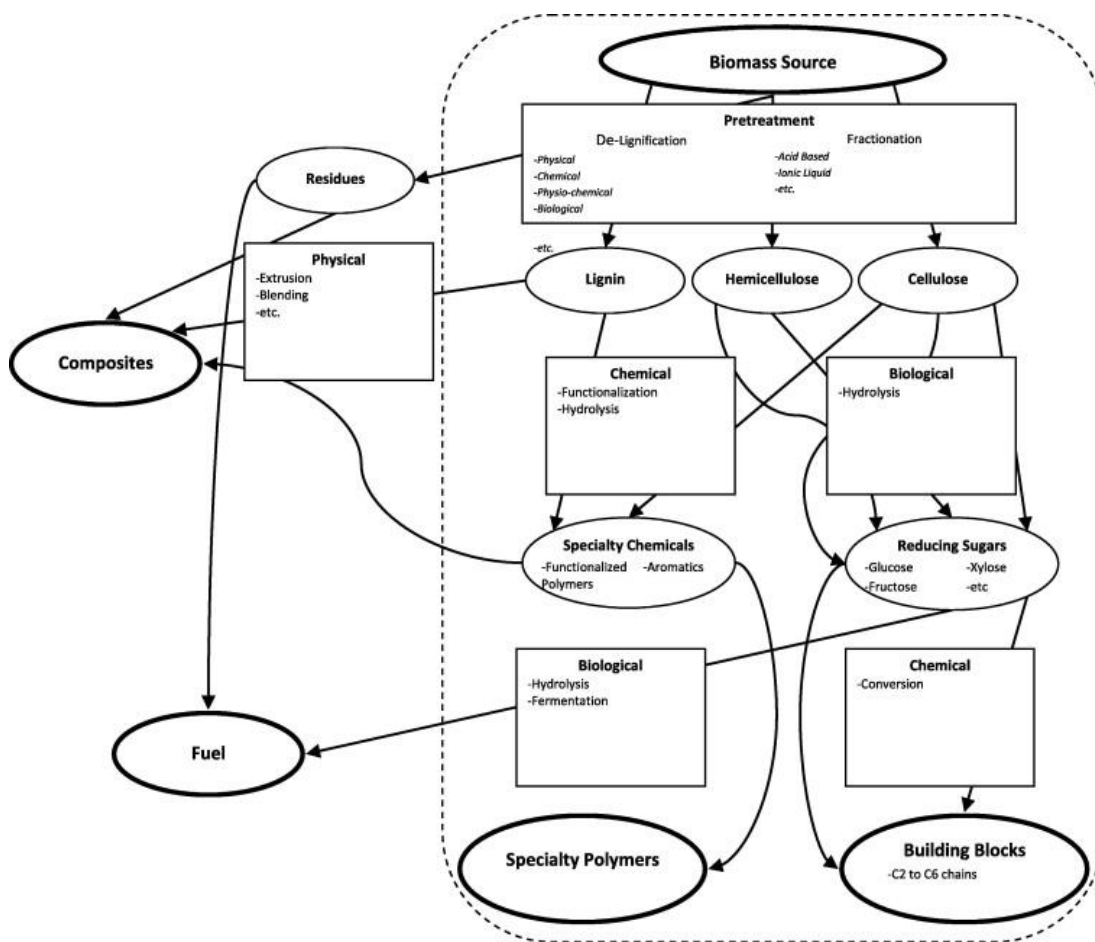 Biomass Source
Pretreatment
De-Lignification
Fractionation
-Physical
-Chemical
-Physio-chemical
-Biological
-etc.
-Acid Based
-Ionic Liquid
-etc.
Residues
Physical
-Extrusion
-Blending
-etc.
Lignin
Hemicellulose
Cellulose
Composites
Chemical
-Functionalization
-Hydrolysis
Biological
-Hydrolysis
Specialty Chemicals
-Functionalized
Polymers
-Aromatics
Reducing Sugars
-Glucose
-Xylose
-Fructose
-etc
Biological
-Hydrolysis
-Fermentation
Chemical
-Conversion
Fuel
Specialty Polymers
Building Blocks
-C2 to C6 chains